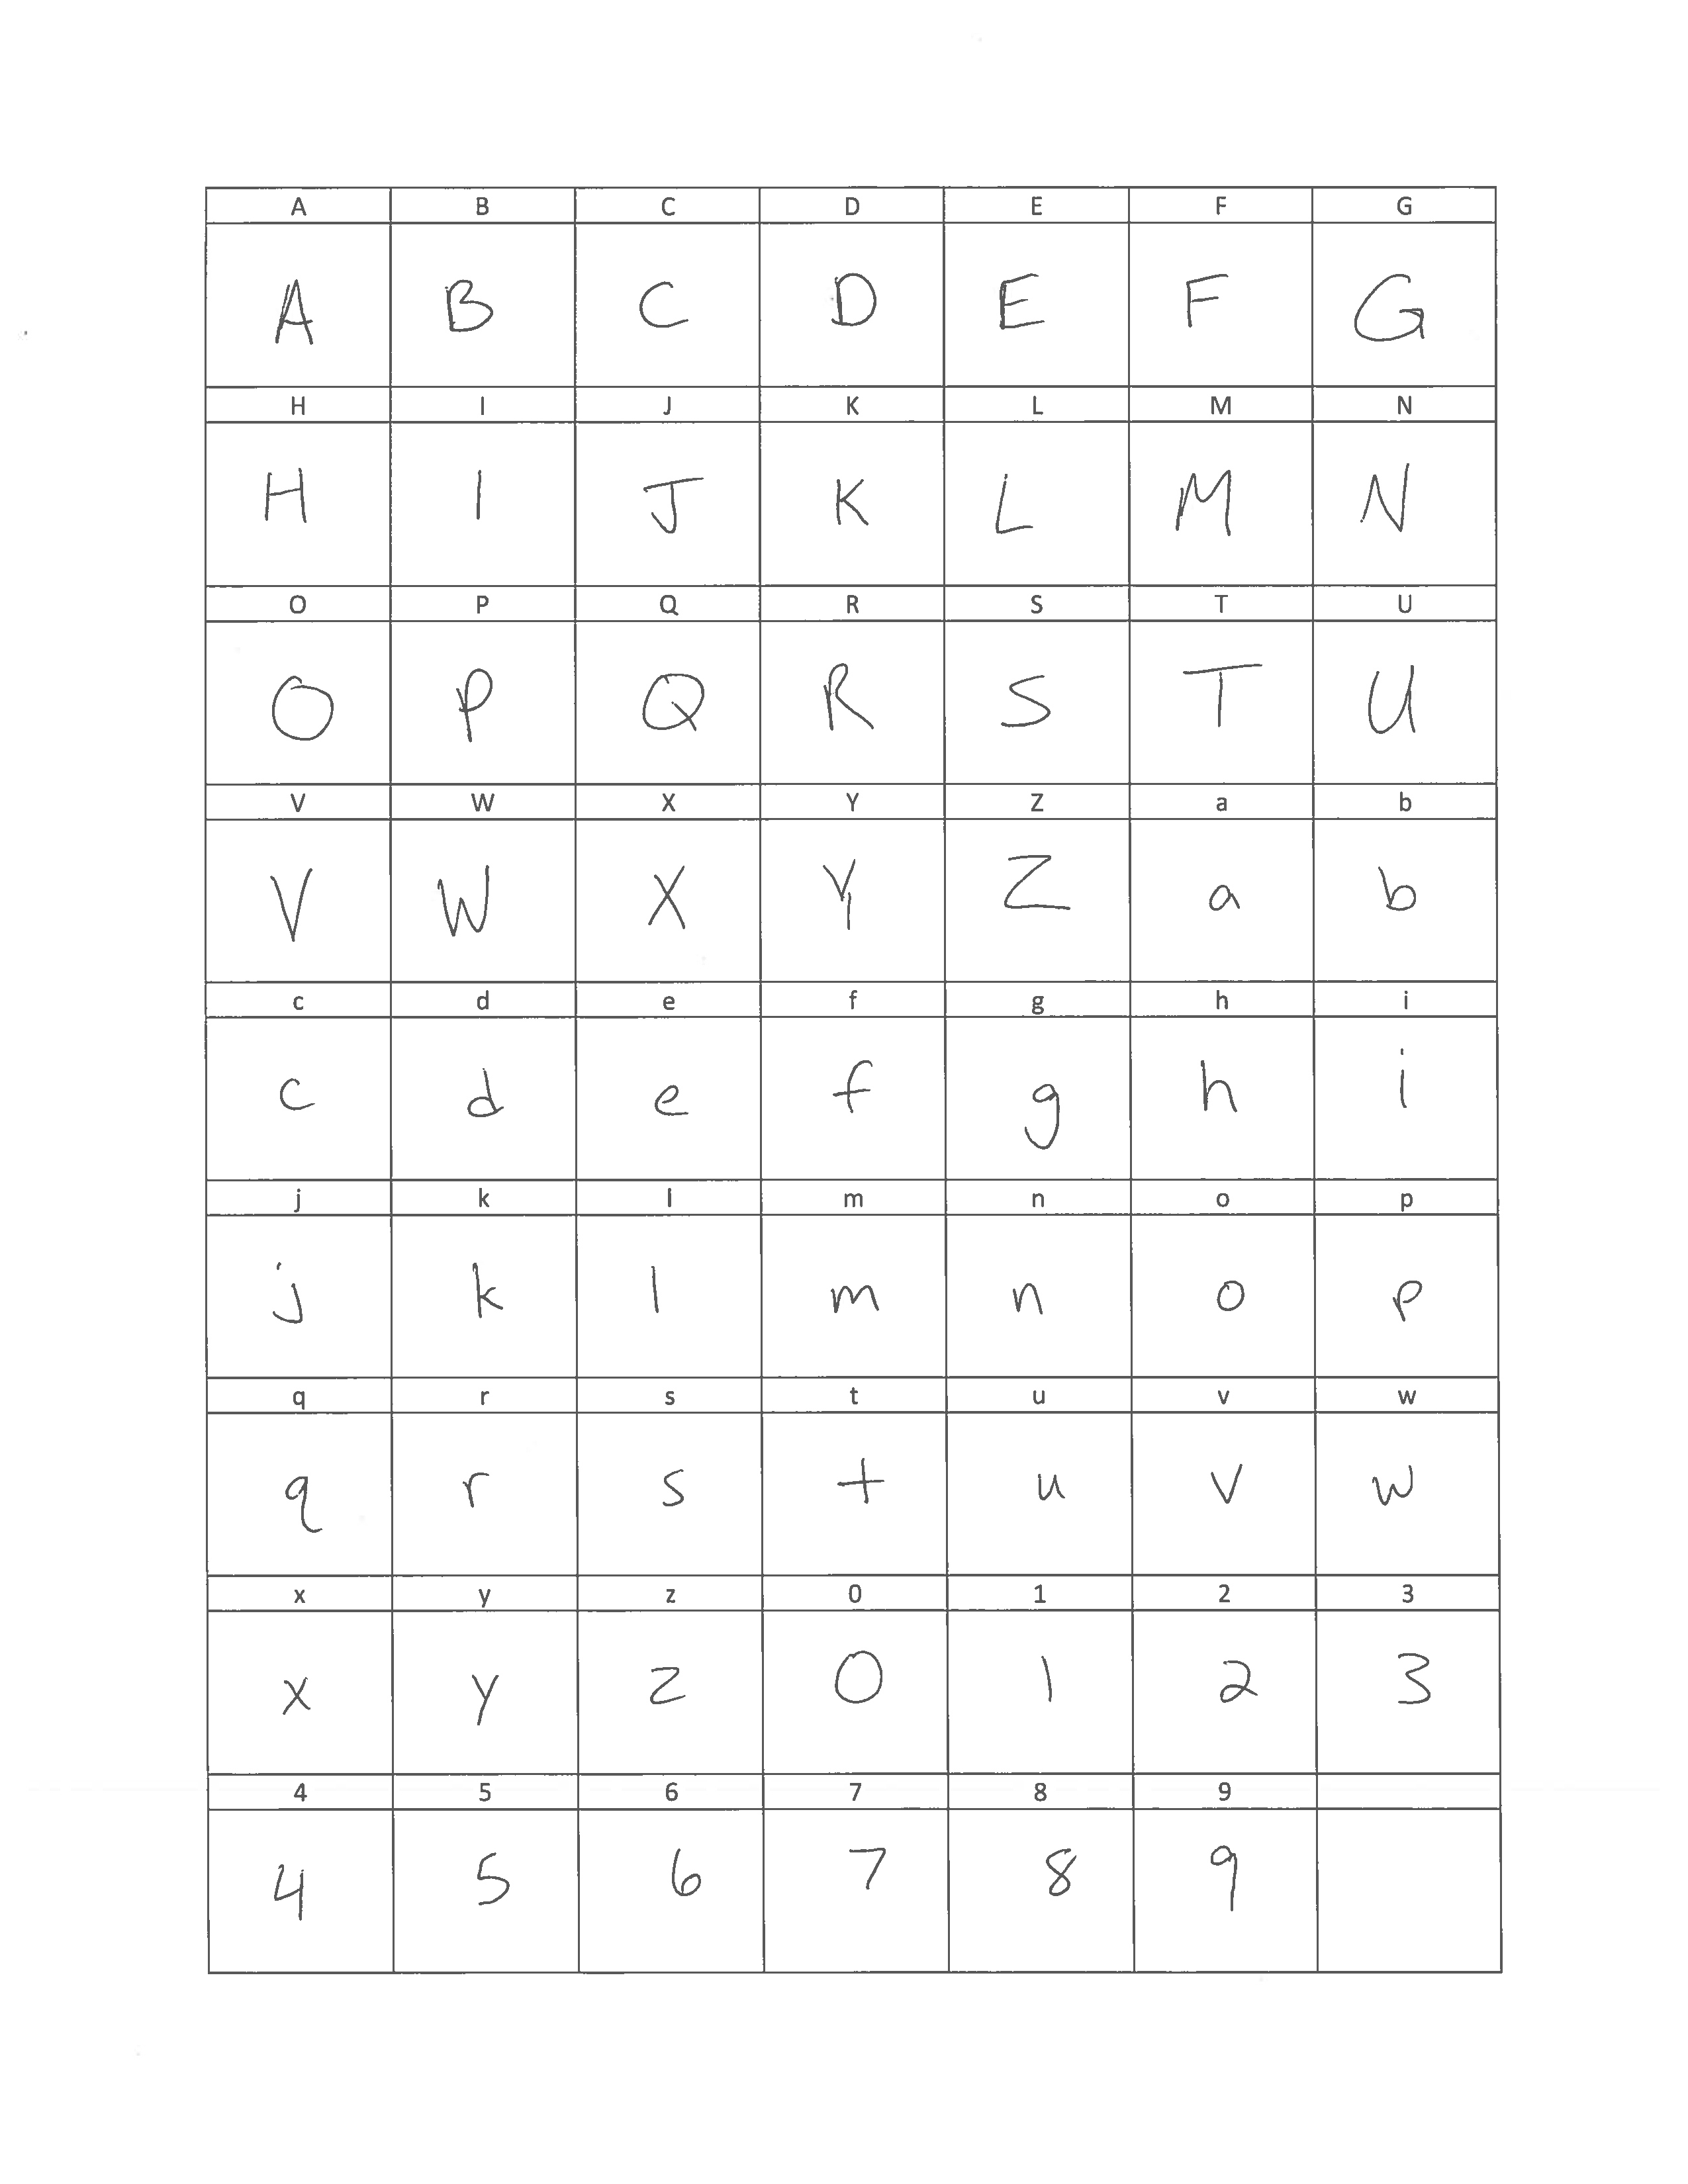 A B C D E F G
A B C D E F G
H I J K L M N
H I J K L M N
O P Q R S T U
O P Q R S T U
V W X Y Z a b
V W X Y Z a b
c d e f g h i
c d e f g h i
j k l m n o p
j k l m n o p
q r s t u v w
q r s t u v w
x y z 0 1 2 3
x y z 0 1 2 3
4 5 6 7 8 9
4 5 6 7 8 9